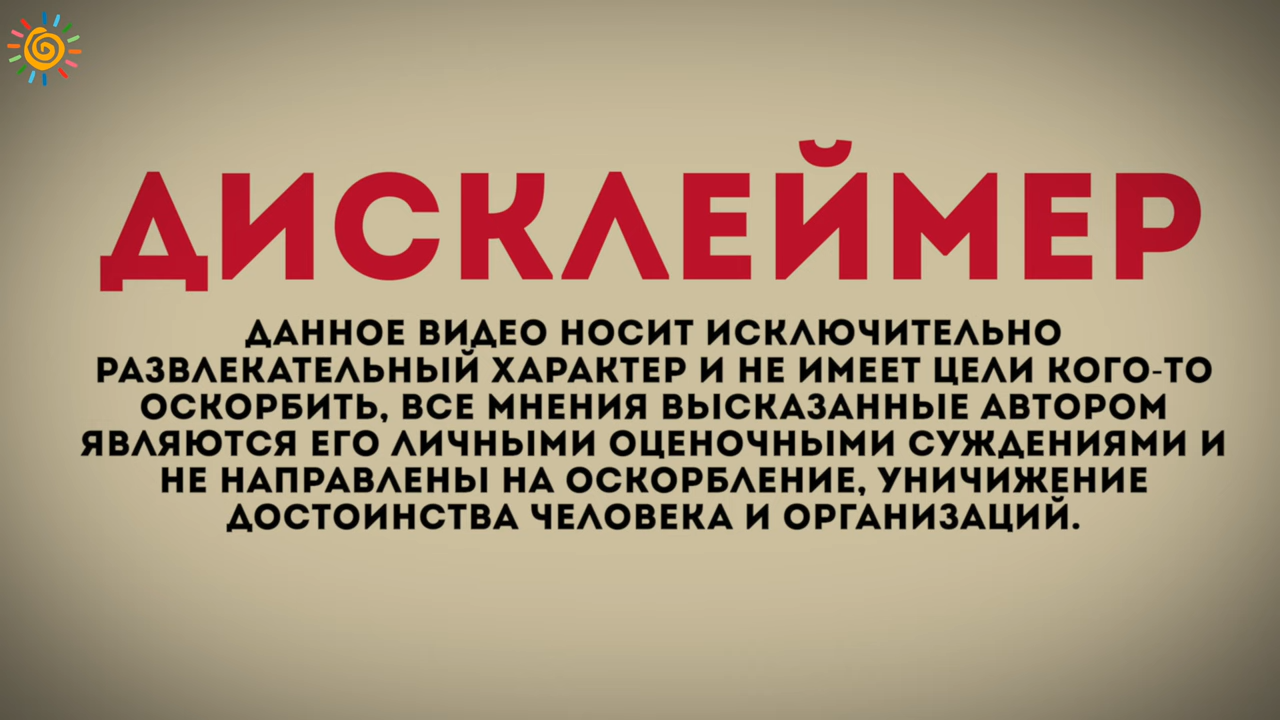 ДИСКЛЕЙМЕР
ДАННОЕ ВИДЕО НОСИТ ИСКЛЮЧИТЕЛЬНО
РАЗВЛЕКАТЕЛЬНЫЙ ХАРАКТЕР И НЕ ИМЕЕТ ЦЕЛИ КОГО-ТО
ОСКОРБИТЬ, ВСЕ МНЕНИЯ ВЫСКАЗАННЫЕ АВТОРОМ
ЯВЛЯЮТСЯ ЕГО ЛИЧНЫМИ ОЦЕНОЧНЫМИ СУЖДЕНИЯМИ И
НЕ НАПРАВЛЕНЫ НА ОСКОРБЛЕНИЕ, УНИЧИЖЕНИЕ
ДОСТОИНСТВА ЧЕЛОВЕКА И ОРГАНИЗАЦИЙ.